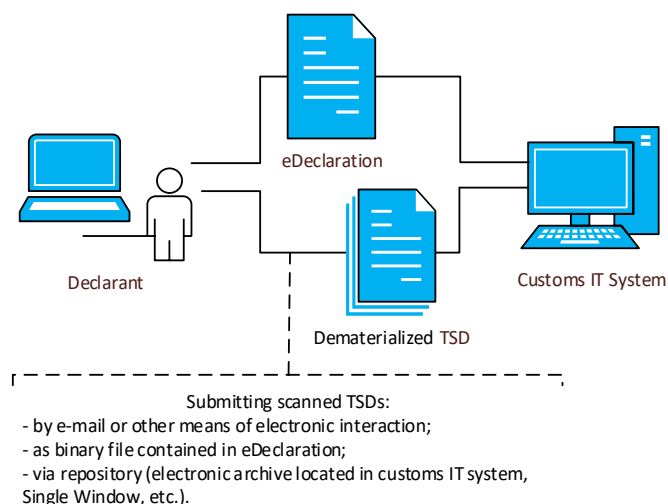 eDeclaration
Declarant
Customs IT System
Dematerialized TSD
Submitting scanned TSDs:
- by e-mail or other means of electronic interaction;
- as binary file contained in eDeclaration;
- via repository (electronic archive located in customs IT system,
Single Window, etc.).